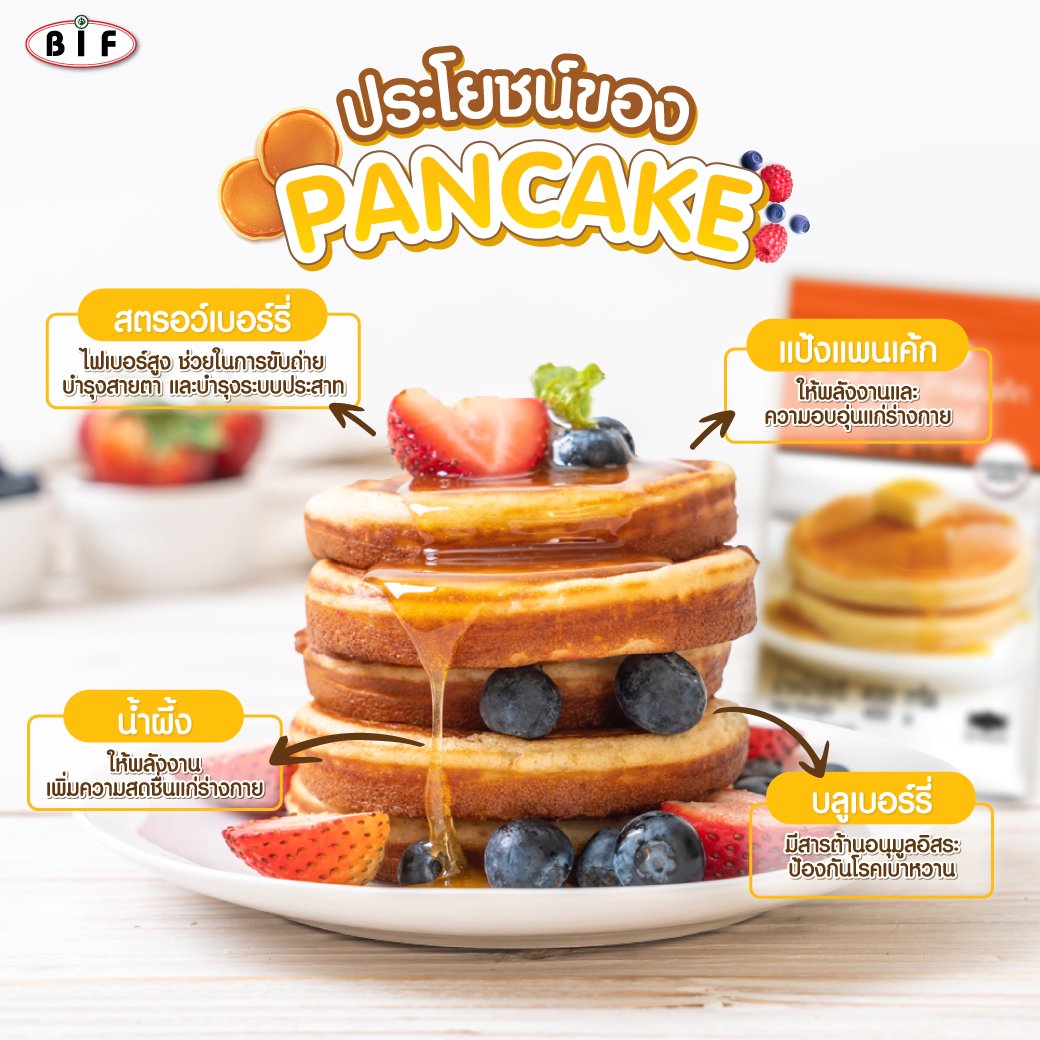 BIF
ประโยชน์ของ
PANCAKE
สตรอว์เบอร์รี่
ไฟเบอร์สูง ช่วยในการขับถ่าย
บำรุงสายตา และบำรุงระบบประสาท
แป้งแพนเค้ก
ให้พลังงานและ
ความอบอุ่นแก่ร่างกาย
น้ำผึ้ง
ให้พลังงาน
เพิ่มความสดชื่นแก่ร่างกาย
บลูเบอร์รี่
มีสารต้านอนุมูลอิสระ
ป้องกันโรคเบาหวาน